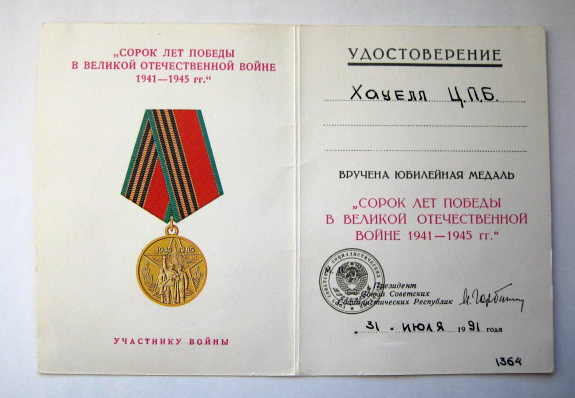 „СОРОК ЛЕТ ПОБЕДЫ
В ВЕЛИКОЙ ОТЕЧЕСТВЕННОЙ ВОЙНЕ
1941—1945 гг.“
1945 1985
УЧАСТНИКУ ВОЙНЫ
УДОСТОВЕРЕНИЕ
Хауелл Ц.П.Б.
ВРУЧЕНА ЮБИЛЕЙНАЯ МЕДАЛЬ
„СОРОК ЛЕТ ПОБЕДЫ
В ВЕЛИКОЙ ОТЕЧЕСТВЕННОЙ
ВОЙНЕ 1941—1945 гг.“
Президент
Союза Советских
Социалистических Республик
„31 - ИЮЛЯ 1991 года
1364